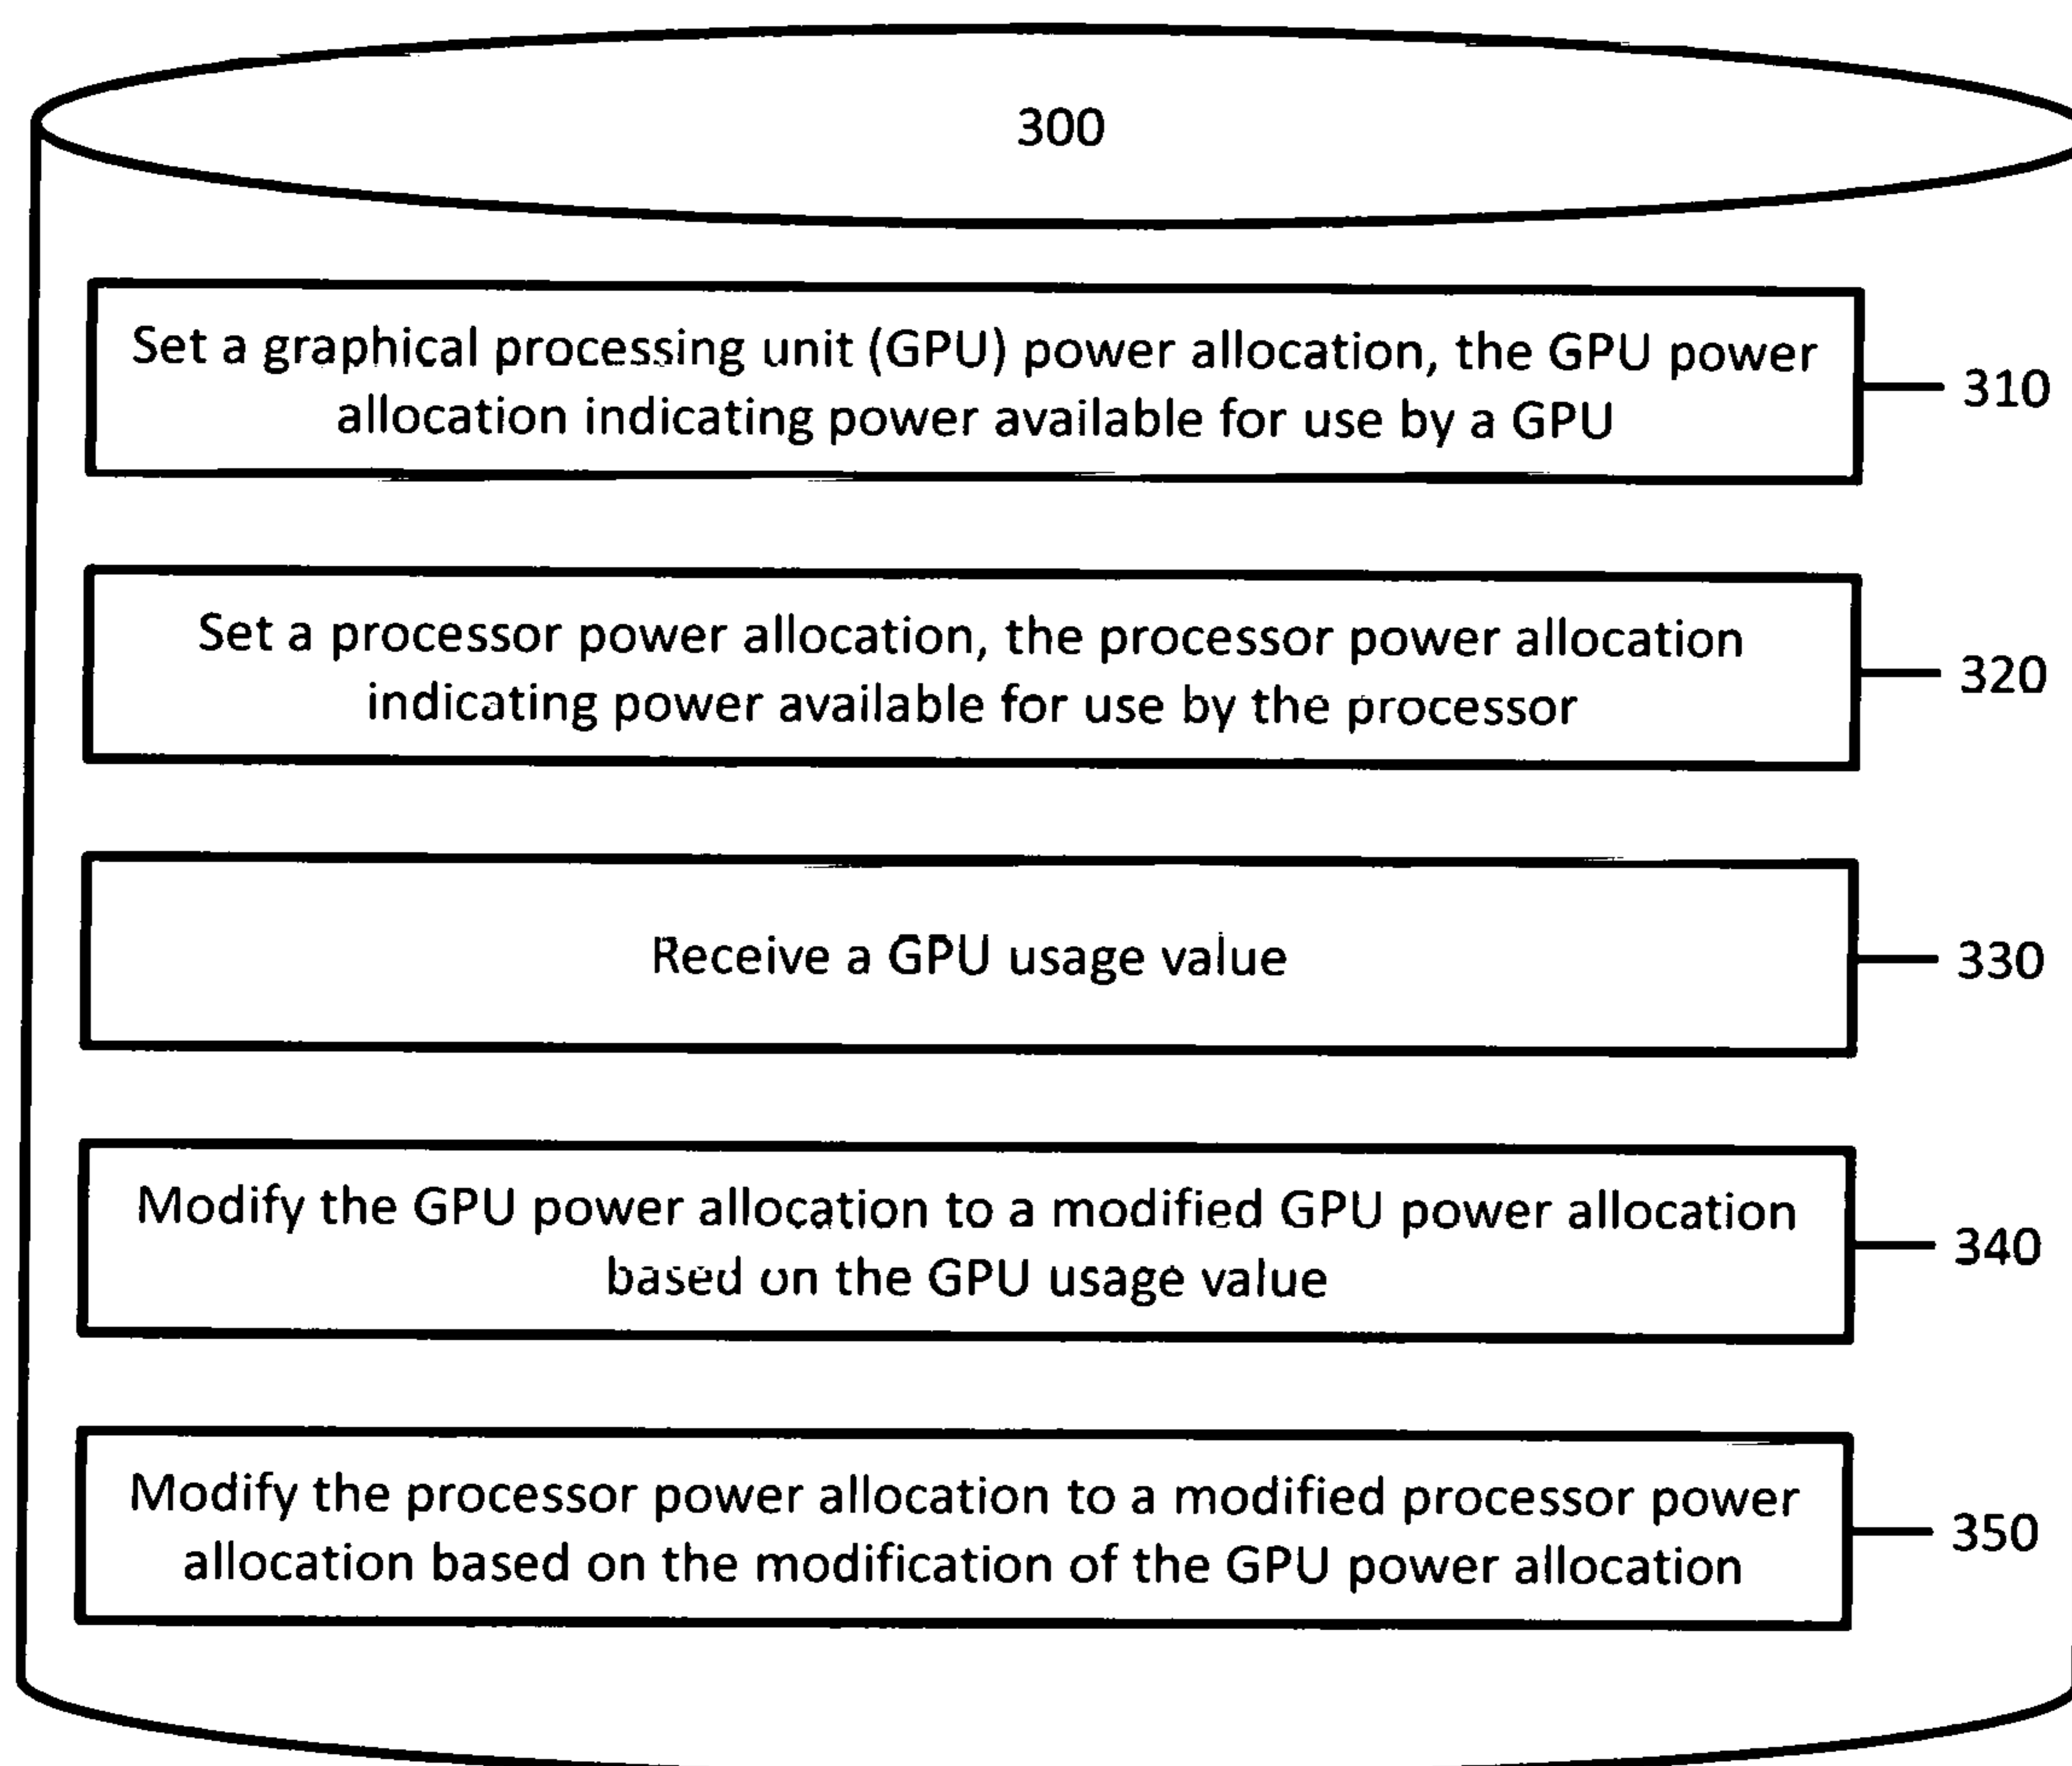 300
Set a graphical processing unit (GPU) power allocation, the GPU power
allocation indicating power available for use by a GPU
310
Set a processor power allocation, the processor power allocation
indicating power available for use by the processor
320
Receive a GPU usage value
330
Modify the GPU power allocation to a modified GPU power allocation
based on the GPU usage value
340
Modify the processor power allocation to a modified processor power
allocation based on the modification of the GPU power allocation
350